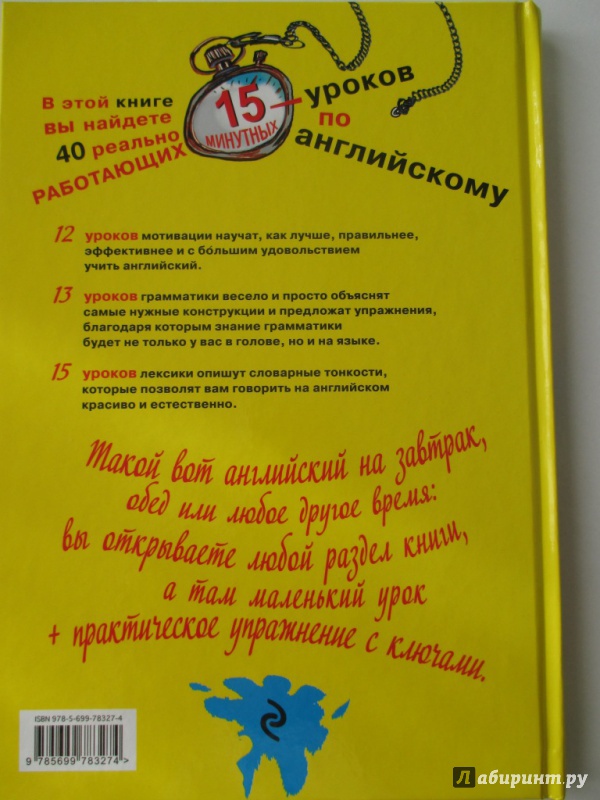 В этой книге
вы найдете
40 реально
РАБОТАЮЩИХ
15
МИНУТНЫХ
уроков
по
английскому
12 уроков мотивации научат, как лучше, правильнее,
эффективнее и с бóльшим удовольствием
учить английский.
13 уроков грамматики весело и просто объяснят
самые нужные конструкции и предложат упражнения,
благодаря которым знание грамматики
будет не только у вас в голове, но и на языке.
15 уроков лексики опишут словарные тонкости,
которые позволят вам говорить на английском
красиво и естественно.
Такой вот английский на завтрак,
обед или любое другое время:
вы открываете любой раздел книги,
а там маленький урок
+ практическое упражнение с ключами.
ISBN 978-5-699-78327-4
9 785699 783274 >
Лабиринт.ру